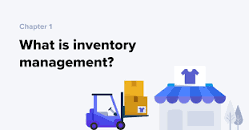 Chapter 1
What is inventory
management?